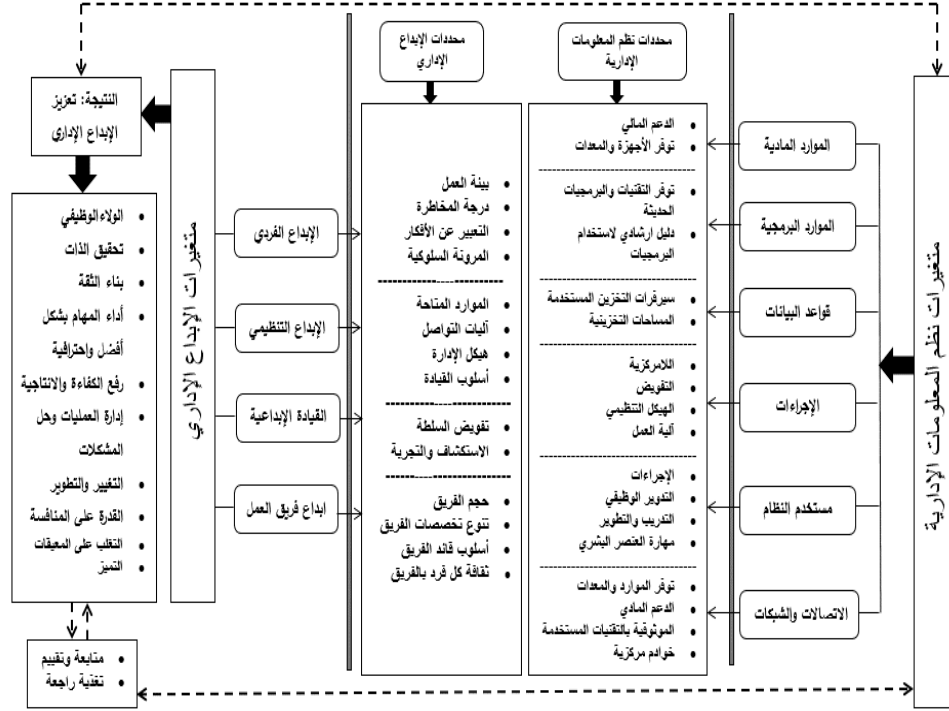 متغيرات نظم المعلومات الإدارية
الموارد المادية
الموارد البرمجية
قواعد البيانات
الإجراءات
مستخدم النظام
الاتصالات والشبكات
محددات نظم المعلومات
الإدارية
الدعم المالي
توفر الأجهزة والمعدات
توفر التقنيات والبرمجيات
الحديثة
دليل ارشادي لاستخدام
البرمجيات
سيرفرات التخزين المستخدمة
المساحات التخزينية
اللامركزية
التفويض
الهيكل التنظيمي
آلية العمل
الإجراءات
التدوير الوظيفي
التدريب والتطوير
مهارة العنصر البشري
توفر الموارد والمعدات
الدعم المادي
الموثوقية بالتقنيات المستخدمة
خوادم مركزية
محددات الإبداع
الإداري
بيئة العمل
درجة المخاطرة
التعبير عن الأفكار
المرونة السلوكية
الموارد المتاحة
آليات التواصل
هيكل الإدارة
أسلوب القيادة
تفويض السلطة
الاستكشاف والتجربة
حجم الفريق
تنوع تخصصات الفريق
أسلوب قائد الفريق
ثقافة كل فرد بالفريق
الإبداع الفردي
الإبداع التنظيمي
القيادة الإبداعية
ابداع فريق العمل
متغيرات الإبداع الإداري
النتيجة: تعزيز
الإبداع الإداري
الولاء الوظيفي
تحقيق الذات
بناء الثقة
أداء المهام بشكل
أفضل واحترافية
رفع الكفاءة والانتاجية
إدارة العمليات وحل
المشكلات
التغيير والتطوير
القدرة على المنافسة
التغلب على المعيقات
التميز
متابعة وتقييم
تغذية راجعة